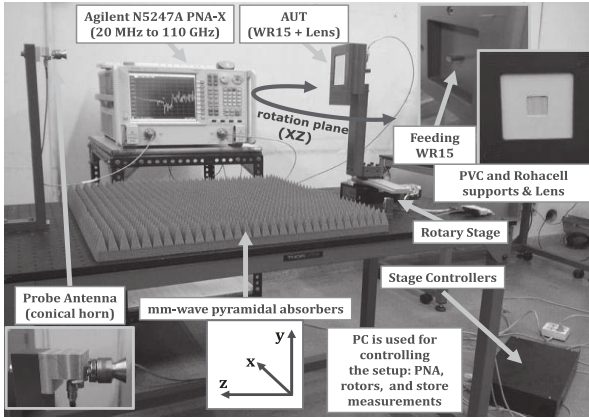 Agilent N5247A PNA-X
(20 MHz to 110 GHz)
AUT
(WR15 + Lens)
rotation plane
(XZ)
Feeding
WR15
PVC and Rohacell
supports & Lens
Rotary Stage
Stage Controllers
Probe Antenna
(conical horn)
mm-wave pyramidal absorbers
y
x
z
PC is used for
controlling
the setup: PNA,
rotors, and store
measurements